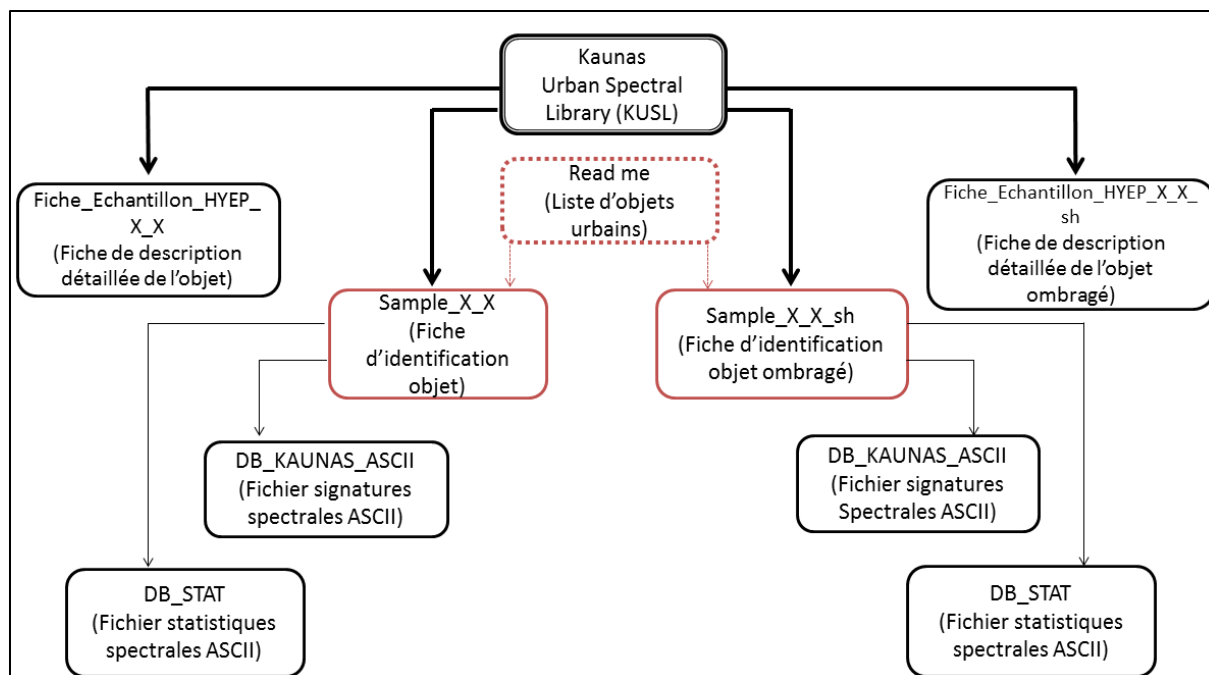 Kaunas
Urban Spectral
Library (KUSL)
Read me
(Liste d’objets
urbains)
Fiche_Echantillon_HYEP_
X_X
(Fiche de description
détaillée de l’objet)
Fiche_Echantillon_HYEP_X_X_
sh
(Fiche de description
détaillée de l’objet
ombragé)
Sample_X_X
(Fiche
d’identification
objet)
Sample_X_X_sh
(Fiche d’identification
objet ombragé)
DB_KAUNAS_ASCII
(Fichier signatures
spectrales ASCII)
DB_KAUNAS_ASCII
(Fichier signatures
Spectrales ASCII)
DB_STAT
(Fichier statistiques
spectrales ASCII)
DB_STAT
(Fichier statistiques
spectrales ASCII)